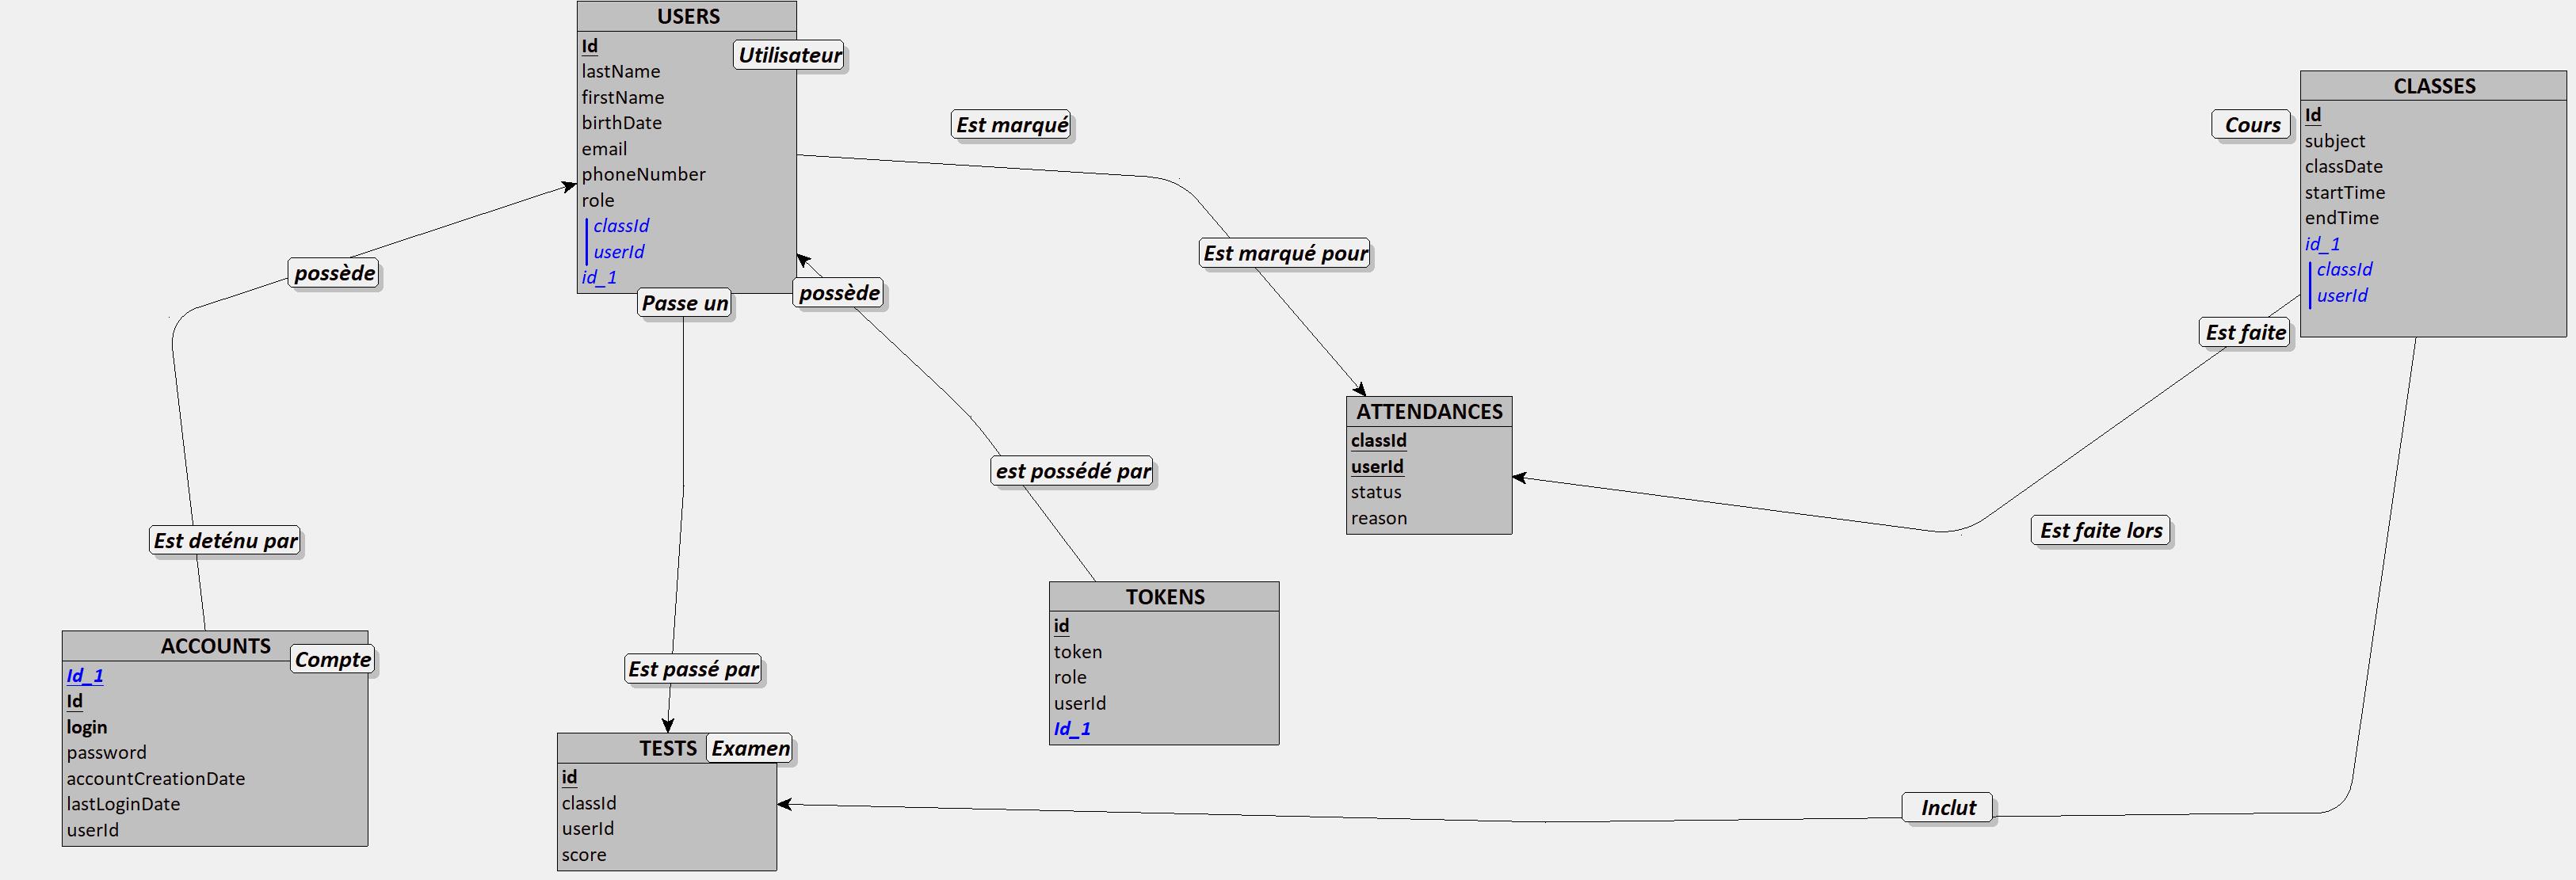 USERS
Id
Utilisateur
lastName
firstName
birthDate
email
phoneNumber
role
classId
userId
id_1
Est marqué
Cours
CLASSES
Id
subject
classDate
startTime
endTime
id_1
classId
userId
possède
Passe un
possède
Est marqué pour
Est faite
ATTENDANCES
classId
userId
status
reason
est possédé par
Est faite lors
Est deténu par
TOKENS
id
token
role
userId
Id_1
ACCOUNTS
Compte
Id_1
Id
login
password
accountCreationDate
lastLoginDate
userId
Est passé par
TESTS
Examen
id
classId
userId
score
Inclut